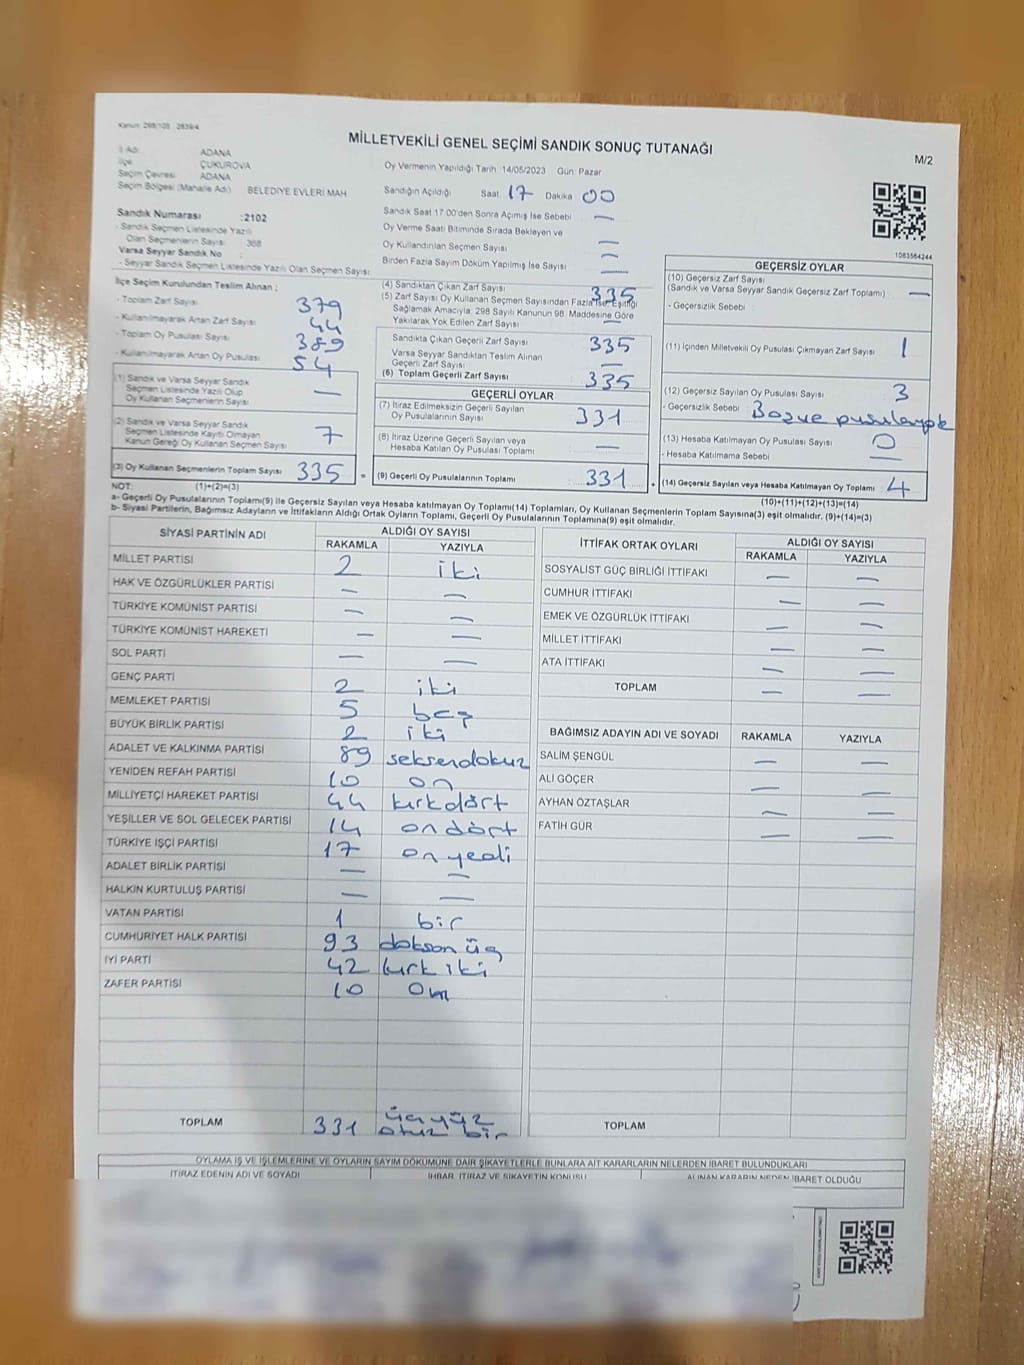 Kanun: 298/105 : 2839/4
MİLLETVEKİLİ GENEL SEÇİMİ SANDIK SONUÇ TUTANAĞI
M/2
İl Adı ADANA
İlçe ÇUKUROVA
Seçim Çevresi ADANA
Seçim Bölgesi (Mahalle Adı) BELEDİYE EVLERİ MAH
Sandık Numarası :2102
- Sandık Seçmen Listesinde Yazılı
Olan Seçmenlerin Sayısı 368
Varsa Seyyar Sandık No :
- Seyyar Sandık Seçmen Listesinde Yazılı Olan Seçmen Sayısı:
Oy Vermenin Yapıldığı Tarih: 14/05/2023 Gün: Pazar
Sandığın Açıldığı Saat 17 Dakika 00
Sandık Saat 17:00'den Sonra Açımış İse Sebebi —
Oy Verme Saati Bitiminde Sırada Bekleyen ve
Oy Kullandırılan Seçmen Sayısı —
Birden Fazla Sayım Döküm Yapılmış İse Sayısı —
1083564244
İlçe Seçim Kurulundan Teslim Alınan :
- Toplam Zarf Sayısı 379
- Kullanılmayarak Artan Zarf Sayısı 44
- Toplam Oy Pusulası Sayısı 389
- Kullanılmayarak Artan Oy Pusulası 54
(1) Sandık ve Varsa Seyyar Sandık
Seçmen Listesinde Yazılı Olup
Oy Kullanan Seçmenlerin Sayısı —
(2) Sandık ve Varsa Seyyar Sandık
Seçmen Listesinde Kayıtlı Olmayan
Kanun Gereği Oy Kullanan Seçmen Sayısı 7
(3) Oy Kullanan Seçmenlerin Toplam Sayısı 335 =
(4) Sandıktan Çıkan Zarf Sayısı 335
(5) Zarf Sayısı Oy Kullanan Seçmen Sayısından Fazla ise, Eşitliği
Sağlamak Amacıyla; 298 Sayılı Kanunun 98. Maddesine Göre
Yakılarak Yok Edilen Zarf Sayısı —
Sandıkta Çıkan Geçerli Zarf Sayısı 335
Varsa Seyyar Sandıktan Teslim Alınan
Geçerli Zarf Sayısı —
(6) Toplam Geçerli Zarf Sayısı 335
GEÇERLİ OYLAR
(7) İtiraz Edilmeksizin Geçerli Sayılan
Oy Pusulalarının Sayısı 331
(8) İtiraz Üzerine Geçerli Sayılan veya
Hesaba Katılan Oy Pusulası Toplamı —
(9) Geçerli Oy Pusulalarının Toplamı : 331 +
GEÇERSİZ OYLAR
(10) Geçersiz Zarf Sayısı
(Sandık ve Varsa Seyyar Sandık Geçersiz Zarf Toplamı) —
- Geçersizlik Sebebi
(11) İçinden Milletvekili Oy Pusulası Çıkmayan Zarf Sayısı 1
(12) Geçersiz Sayılan Oy Pusulası Sayısı 3
- Geçersizlik Sebebi
(13) Hesaba Katılmayan Oy Pusulası Sayısı 0
- Hesaba Katılmama Sebebi —
(14) Geçersiz Sayılan veya Hesaba Katılmayan Oy Toplamı 4
NOT: (1)+(2)=(3) (10)+(11)+(12)+(13)=(14)
a- Geçerli Oy Pusulalarının Toplamı(9) ile Geçersiz Sayılan veya Hesaba katılmayan Oy Toplamı(14) Toplamları, Oy Kullanan Seçmenlerin Toplam Sayısına(3) eşit olmalıdır. (9)+(14)=(3)
b- Siyasi Partilerin, Bağımsız Adayların ve İttifakların Aldığı Ortak Oyların Toplamı, Geçerli Oy Pusulalarının Toplamına(9) eşit olmalıdır.
SİYASİ PARTİNİN ADI ALDIĞI OY SAYISI
RAKAMLA YAZIYLA
MİLLET PARTİSİ 2 iki
HAK VE ÖZGÜRLÜKLER PARTİSİ — —
TÜRKİYE KOMÜNİST PARTİSİ — —
TÜRKİYE KOMÜNİST HAREKETİ — —
SOL PARTİ — —
GENÇ PARTİ 2 iki
MEMLEKET PARTİSİ 5 beş
BÜYÜK BİRLİK PARTİSİ 2 iki
ADALET VE KALKINMA PARTİSİ 89 seksendokuz
YENİDEN REFAH PARTİSİ 10 on
MİLLİYETÇİ HAREKET PARTİSİ 44 kırkdört
YEŞİLLER VE SOL GELECEK PARTİSİ 14 ondört
TÜRKİYE İŞÇİ PARTİSİ 17 onyedi
ADALET BİRLİK PARTİSİ — —
HALKIN KURTULUŞ PARTİSİ — —
VATAN PARTİSİ 1 bir
CUMHURİYET HALK PARTİSİ 93 doksan üç
İYİ PARTİ 42 kırk iki
ZAFER PARTİSİ 10 On
TOPLAM 331 üçyüz
otuz bir
İTTİFAK ORTAK OYLARI ALDIĞI OY SAYISI
RAKAMLA YAZIYLA
SOSYALİST GÜÇ BİRLİĞİ İTTİFAKI — —
CUMHUR İTTİFAKI — —
EMEK VE ÖZGÜRLÜK İTTİFAKI — —
MİLLET İTTİFAKI — —
ATA İTTİFAKI — —
TOPLAM — —
BAĞIMSIZ ADAYIN ADI VE SOYADI RAKAMLA YAZIYLA
SALİM ŞENGÜL — —
ALİ GÖÇER — —
AYHAN ÖZTAŞLAR — —
FATİH GÜR — —
TOPLAM
OYLAMA İŞ VE İŞLEMLERİNE VE OYLARIN SAYIM DÖKÜMÜNE DAİR ŞİKAYETLERLE BUNLARA AİT KARARLARIN NELERDEN İBARET BULUNDUKLARI
İTİRAZ EDENİN ADI VE SOYADI İHBAR, İTİRAZ VE ŞİKAYETİN KONUSU ALINAN KARARIN NEDEN İBARET OLDUĞU